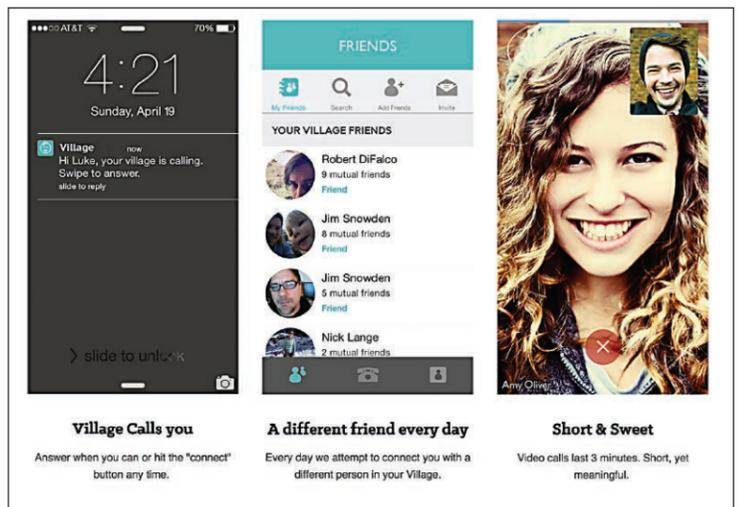 AT&T
70%
4:21
Sunday, April 19
Village now
Hi Luke, your village is calling.
Swipe to answer.
slide to reply
> slide to unlock
Village Calls you
Answer when you can or hit the "connect"
button any time.
FRIENDS
My Friends
Search
Add Friends
Invite
YOUR VILLAGE FRIENDS
Robert DiFalco
9 mutual friends
Friend
Jim Snowden
8 mutual friends
Friend
Jim Snowden
5 mutual friends
Friend
Nick Lange
2 mutual friends
A different friend every day
Every day we attempt to connect you with a
different person in your Village.
Amy Oliver
Short & Sweet
Video calls last 3 minutes. Short, yet
meaningful.